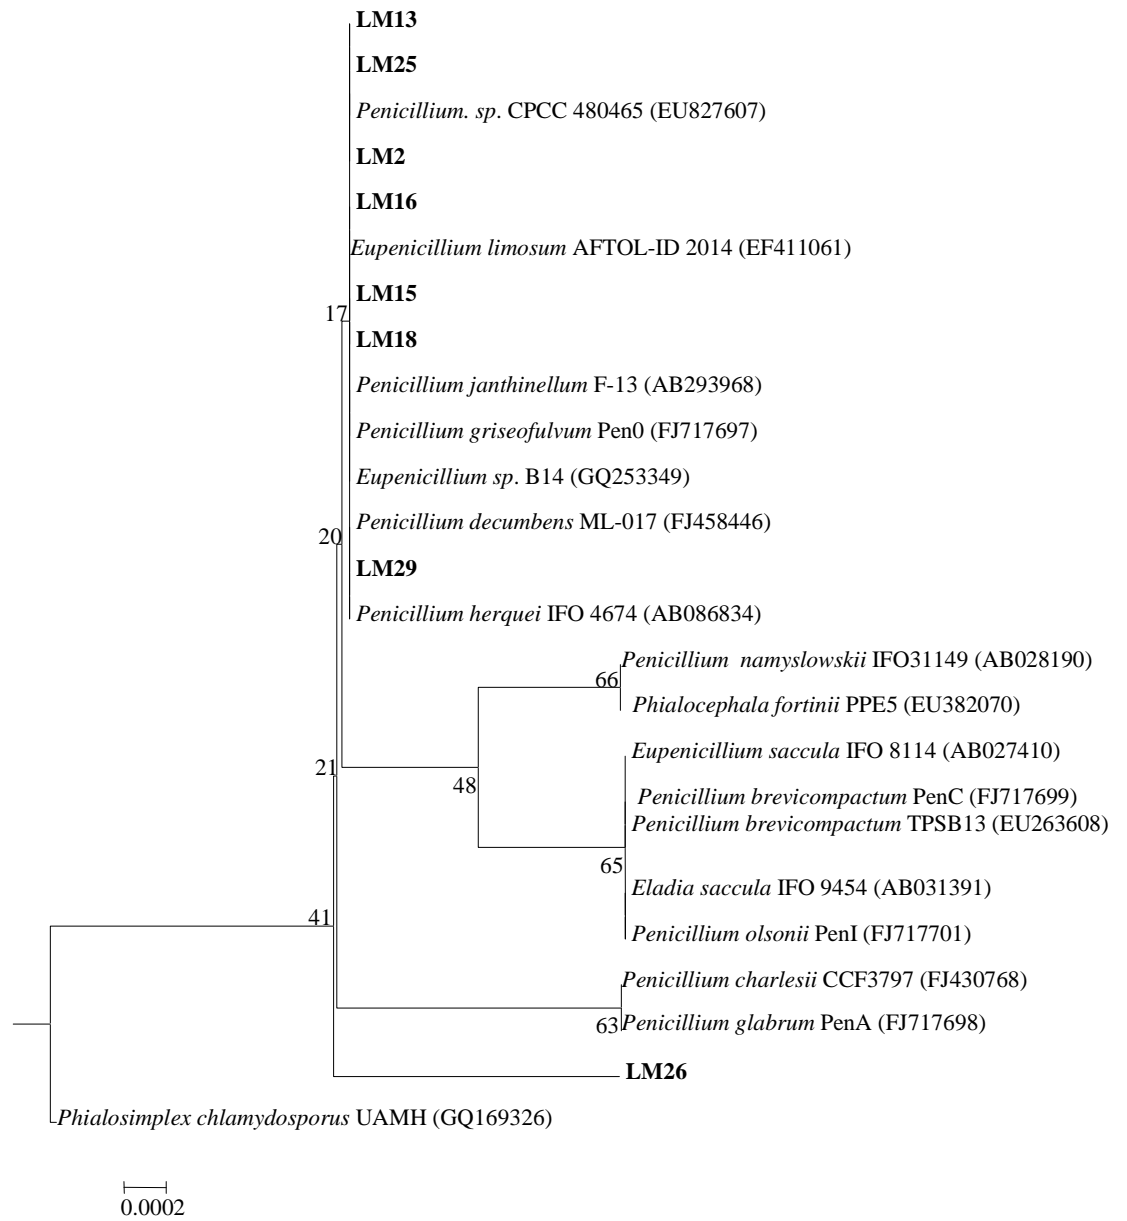 LM13
LM25
Penicillium. sp. CPCC 480465 (EU827607)
LM2
LM16
Eupenicillium limosum AFTOL-ID 2014 (EF411061)
LM15
17
LM18
Penicillium janthinellum F-13 (AB293968)
Penicillium griseofulvum Pen0 (FJ717697)
Eupenicillium sp. B14 (GQ253349)
Penicillium decumbens ML-017 (FJ458446)
20
LM29
Penicillium herquei IFO 4674 (AB086834)
Penicillium namyslowskii IFO31149 (AB028190)
66
Phialocephala fortinii PPE5 (EU382070)
Eupenicillium saccula IFO 8114 (AB027410)
21
48
Penicillium brevicompactum PenC (FJ717699)
Penicillium brevicompactum TPSB13 (EU263608)
65
Eladia saccula IFO 9454 (AB031391)
41
Penicillium olsonii PenI (FJ717701)
Penicillium charlesii CCF3797 (FJ430768)
63
Penicillium glabrum PenA (FJ717698)
LM26
Phialosimplex chlamydosporus UAMH (GQ169326)
0.0002